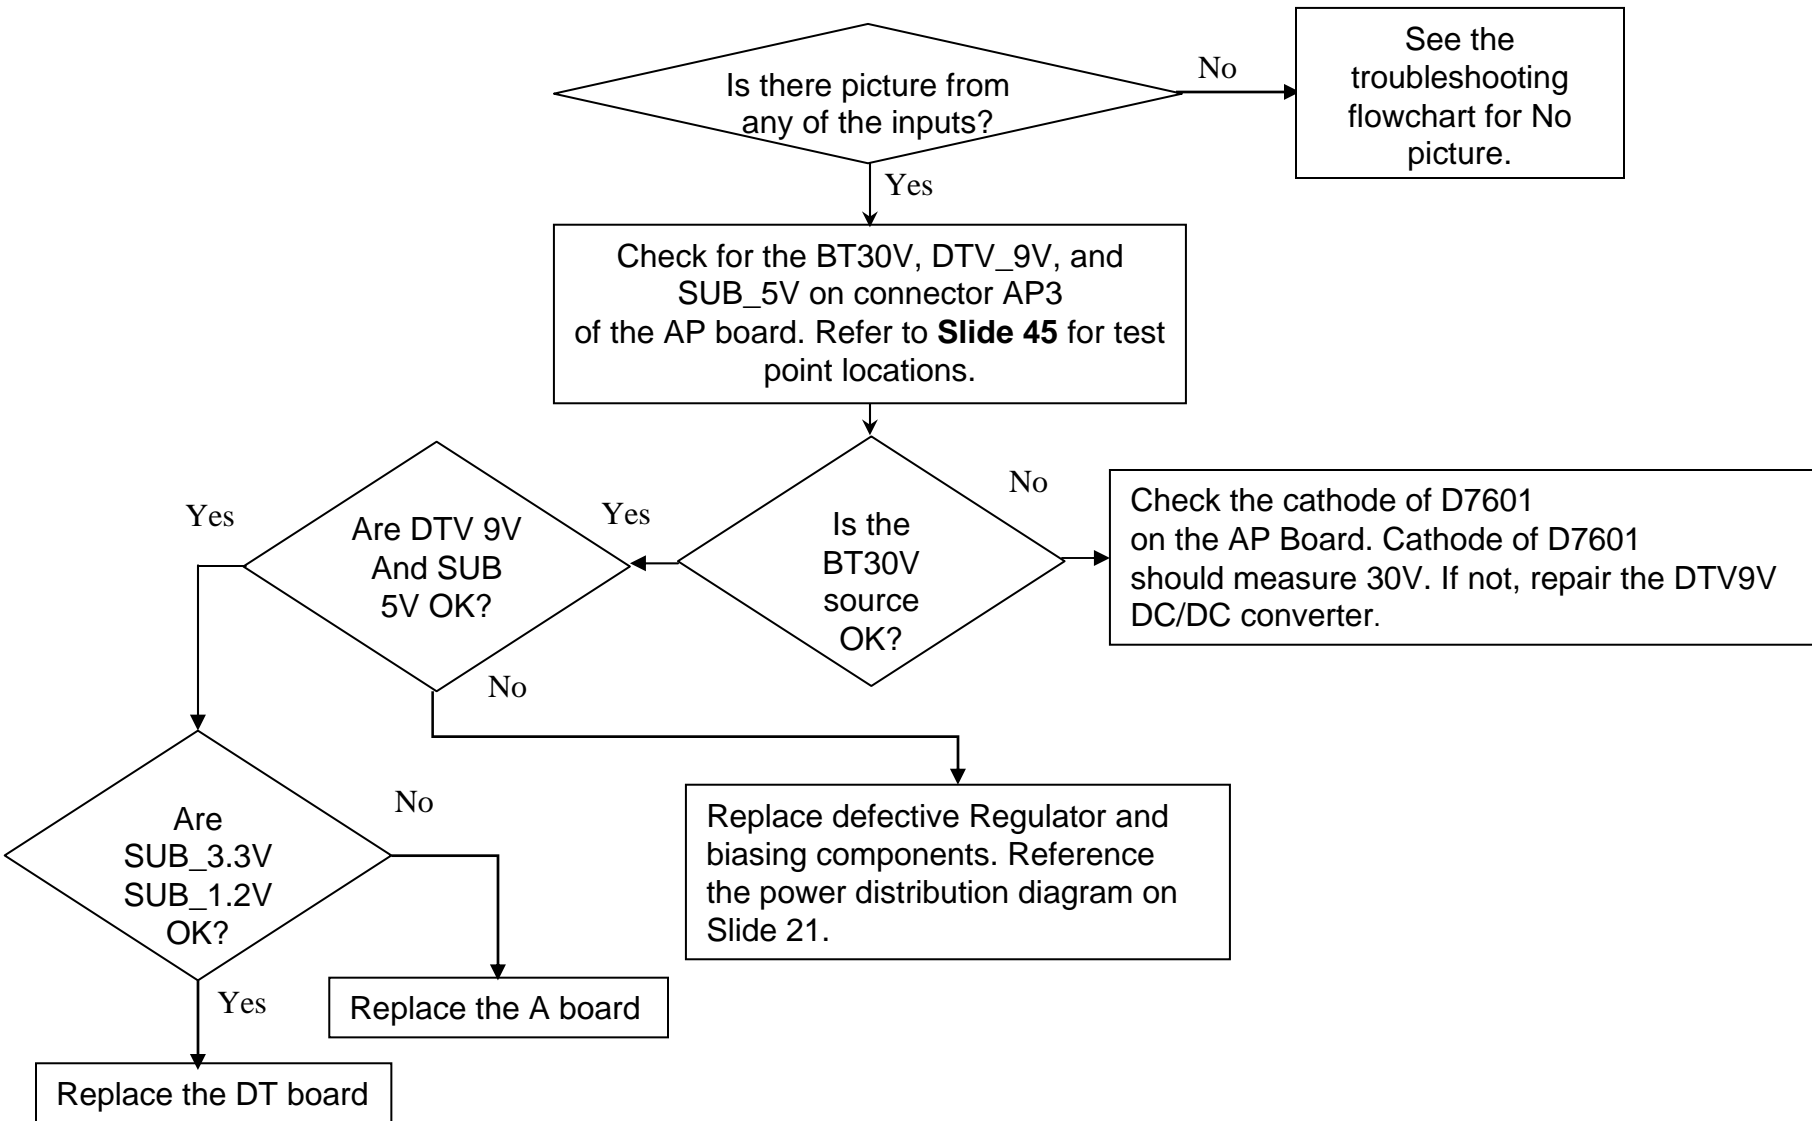 Is there picture from
any of the inputs?
No
See the
troubleshooting
flowchart for No
picture.
Yes
Check for the BT30V, DTV_9V, and
SUB_5V on connector AP3
of the AP board. Refer to Slide 45 for test
point locations.
Is the
BT30V
source
OK?
No
Check the cathode of D7601
on the AP Board. Cathode of D7601
should measure 30V. If not, repair the DTV9V
DC/DC converter.
Yes
Are DTV 9V
And SUB
5V OK?
No
Replace defective Regulator and
biasing components. Reference
the power distribution diagram on
Slide 21.
Yes
Are
SUB_3.3V
SUB_1.2V
OK?
No
Replace the A board
Yes
Replace the DT board